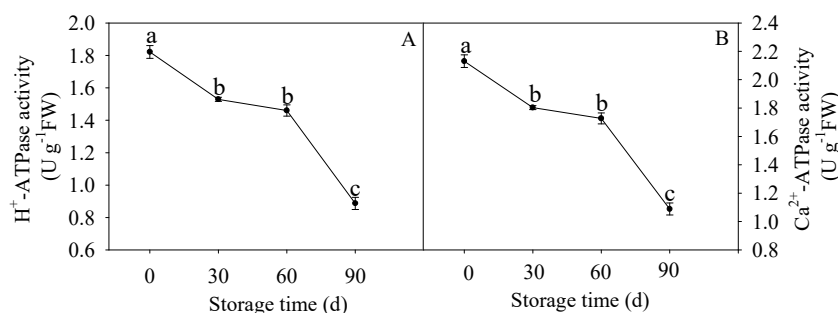 H⁺-ATPase activity
(U g⁻¹FW)
2.0
1.8
1.6
1.4
1.2
1.0
0.8
0.6
A
a
b
b
c
0
30
60
90
Storage time (d)
B
a
b
b
c
0
30
60
90
Storage time (d)
2.4
2.2
2.0
1.8
1.6
1.4
1.2
1.0
0.8
Ca²⁺-ATPase activity
(U g⁻¹FW)